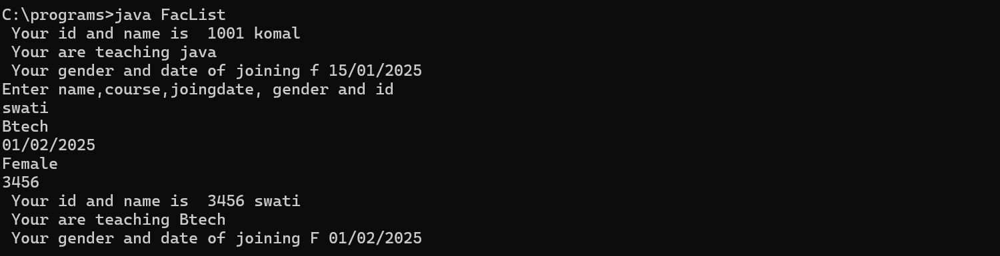 C:\programs>java FacList
 Your id and name is  1001 komal
 Your are teaching java
 Your gender and date of joining f 15/01/2025
Enter name,course,joingdate, gender and id
swati
Btech
01/02/2025
Female
3456
 Your id and name is  3456 swati
 Your are teaching Btech
 Your gender and date of joining F 01/02/2025